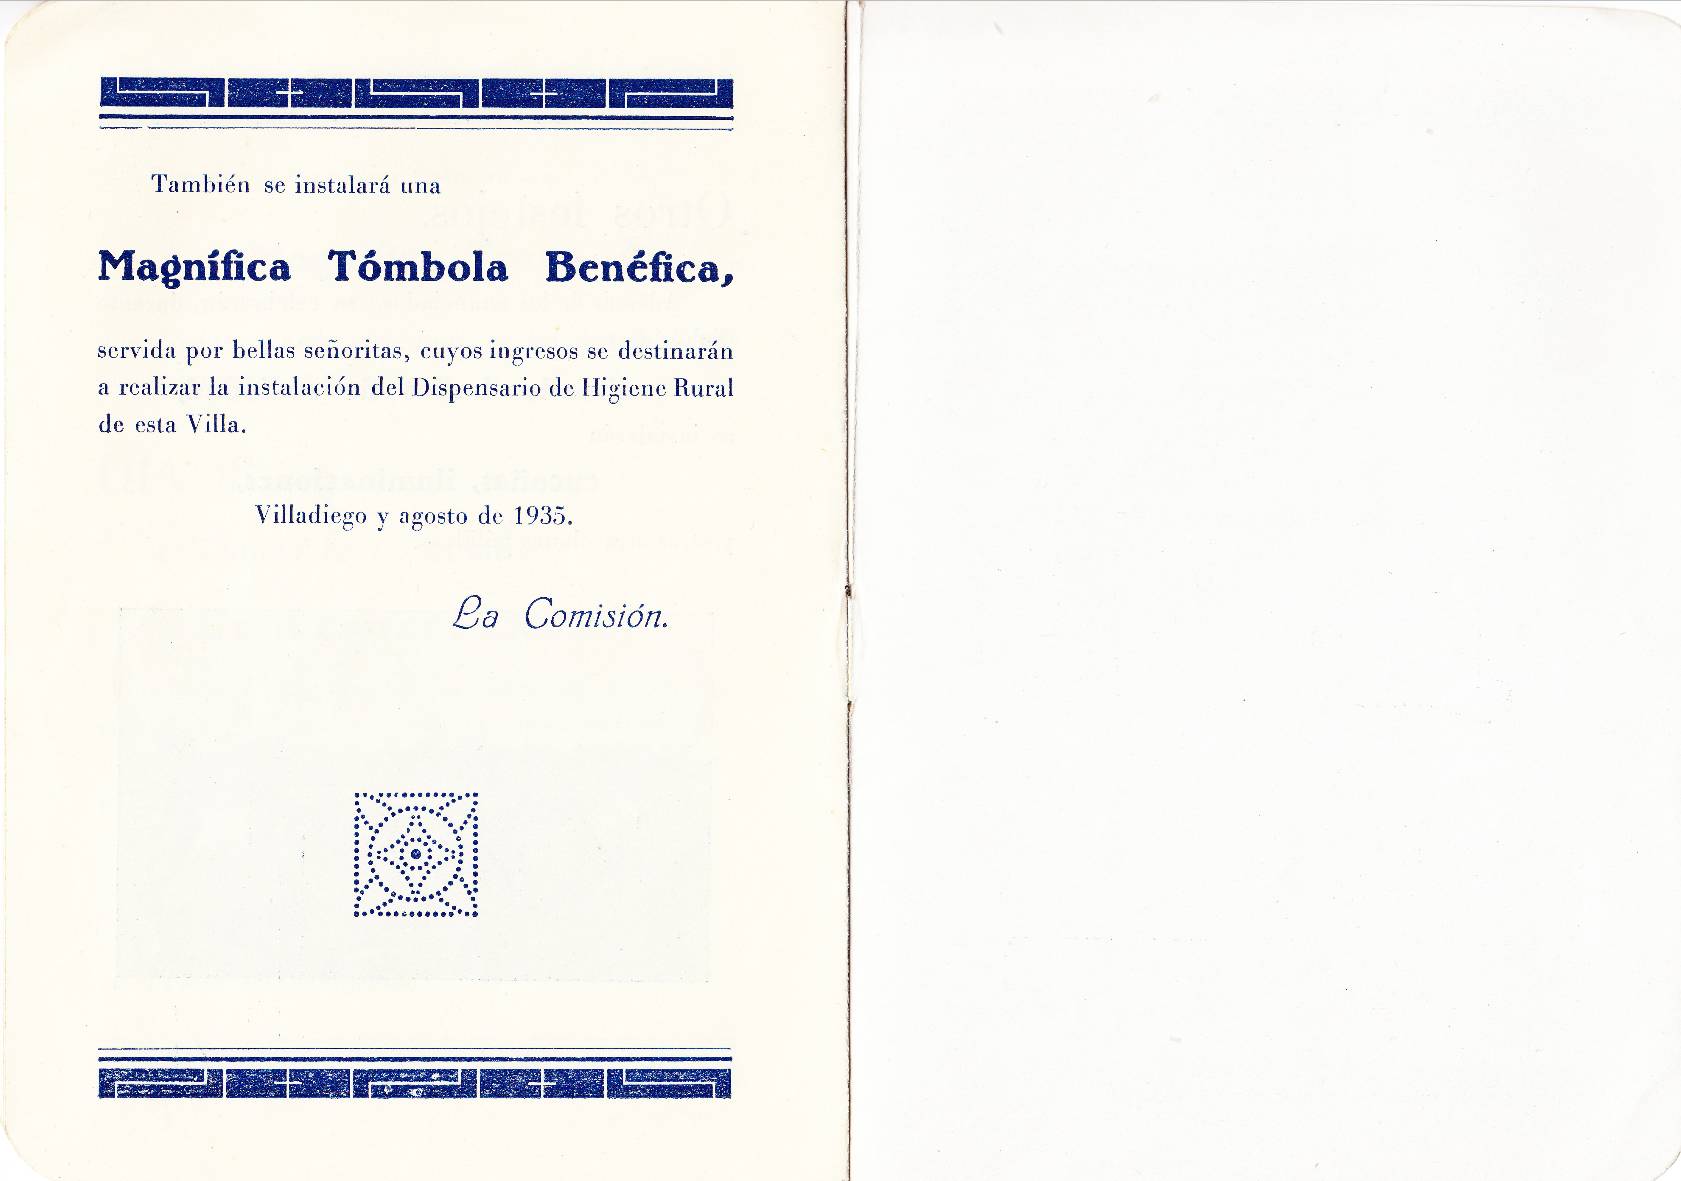 También se instalará una
Magnífica Tómbola Benéfica,
servida por bellas señoritas, cuyos ingresos se destinarán
a realizar la instalación del Dispensario de Higiene Rural
de esta Villa.
Villadiego y agosto de 1935.
La Comisión.